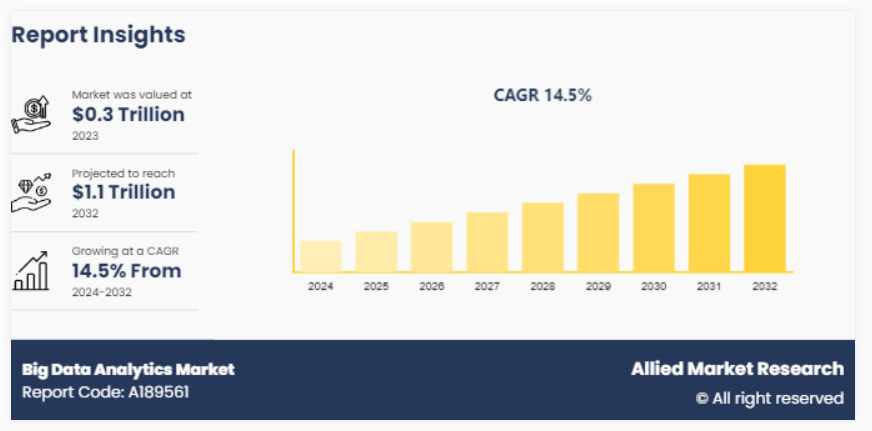 Report Insights
Market was valued at
$0.3 Trillion
2023
Projected to reach
$1.1 Trillion
2032
Growing at a CAGR
14.5% From
2024-2032
CAGR 14.5%
2024 2025 2026 2027 2028 2029 2030 2031 2032
Big Data Analytics Market
Report Code: A189561
Allied Market Research
© All right reserved